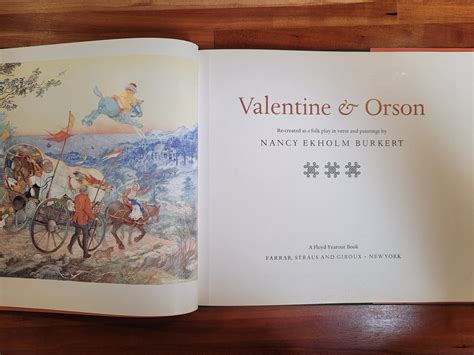 Valentine & Orson
Re-created as a folk play in verse and paintings by
NANCY EKHOLM BURKERT
A Floyd Yearout Book
FARRAR, STRAUS AND GIROUX · NEW YORK